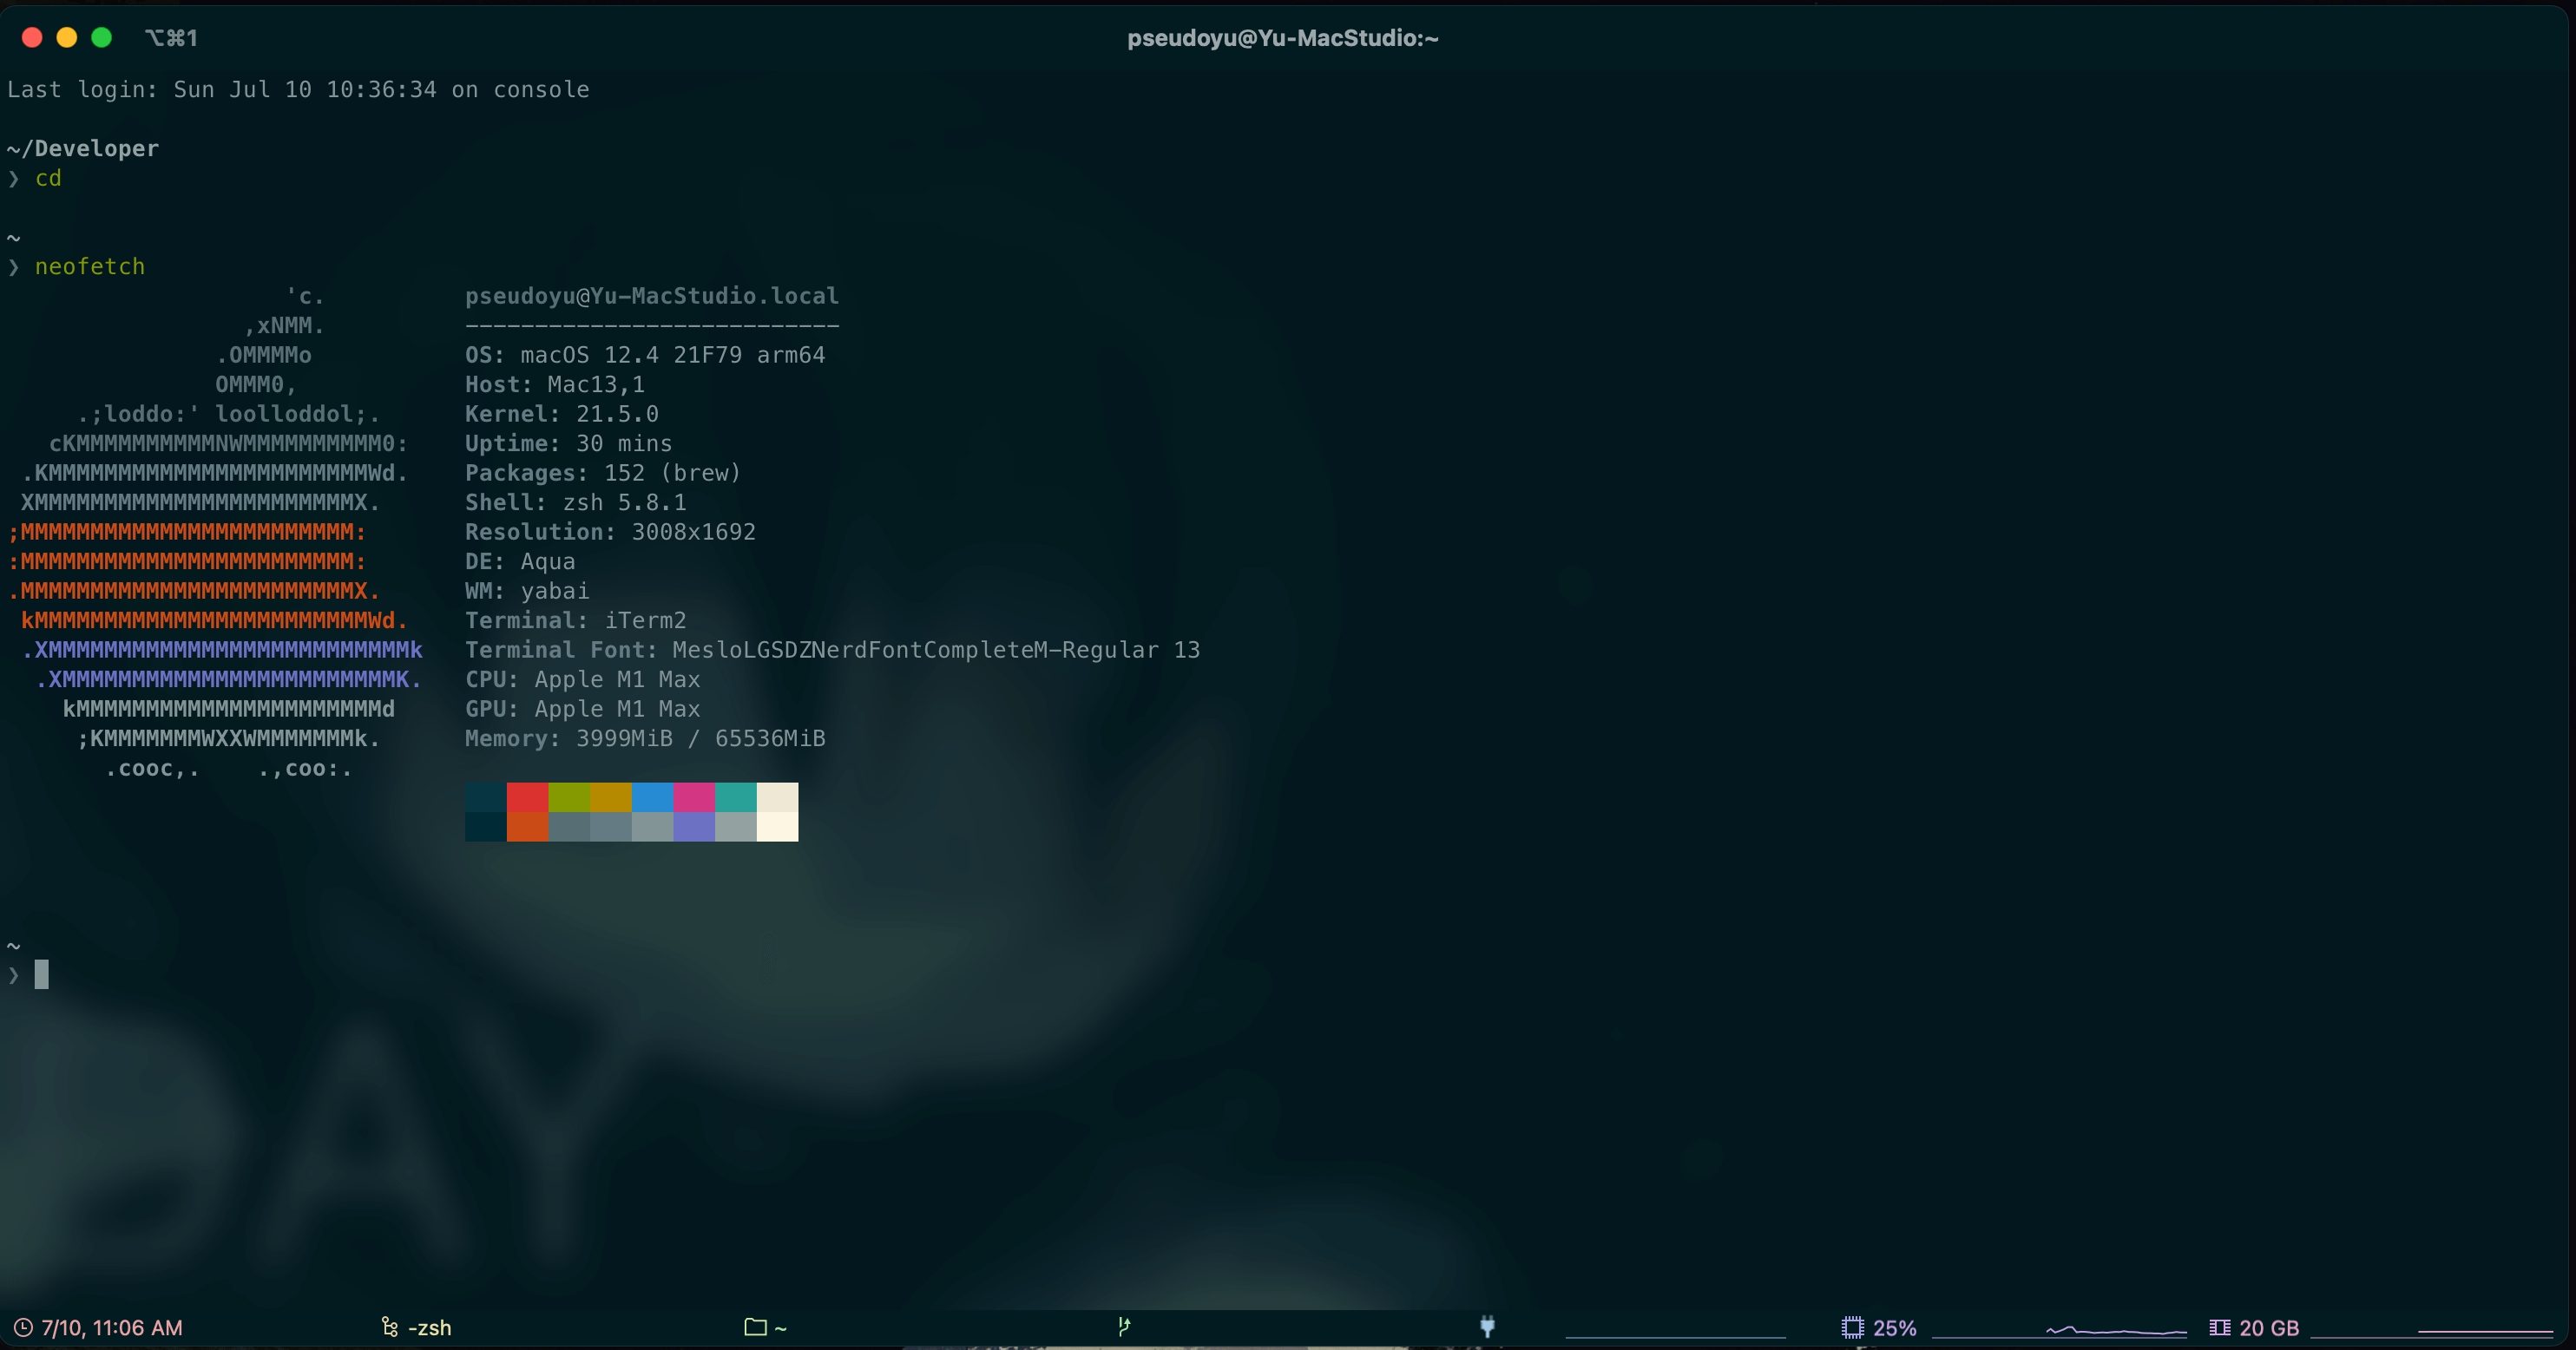 ⌥⌘1 pseudoyu@Yu-MacStudio:~
Last login: Sun Jul 10 10:36:34 on console
~/Developer
❯ cd
~
❯ neofetch
'c. pseudoyu@Yu-MacStudio.local
,xNMM. ---------------------------
.OMMMMo OS: macOS 12.4 21F79 arm64
OMMM0, Host: Mac13,1
.;loddo:' loolloddol;. Kernel: 21.5.0
cKMMMMMMMMMMNWMMMMMMMMMM0: Uptime: 30 mins
.KMMMMMMMMMMMMMMMMMMMMMMMWd. Packages: 152 (brew)
XMMMMMMMMMMMMMMMMMMMMMMMX. Shell: zsh 5.8.1
;MMMMMMMMMMMMMMMMMMMMMMMM: Resolution: 3008x1692
:MMMMMMMMMMMMMMMMMMMMMMMM: DE: Aqua
.MMMMMMMMMMMMMMMMMMMMMMMMX. WM: yabai
kMMMMMMMMMMMMMMMMMMMMMMMMWd. Terminal: iTerm2
.XMMMMMMMMMMMMMMMMMMMMMMMMMMk Terminal Font: MesloLGSDZNerdFontCompleteM-Regular 13
.XMMMMMMMMMMMMMMMMMMMMMMMMK. CPU: Apple M1 Max
kMMMMMMMMMMMMMMMMMMMMMMd GPU: Apple M1 Max
;KMMMMMMMWXXWMMMMMMMk. Memory: 3999MiB / 65536MiB
.cooc,. .,coo:.
~
❯
DAY
7/10, 11:06 AM -zsh ~ 25% 20 GB